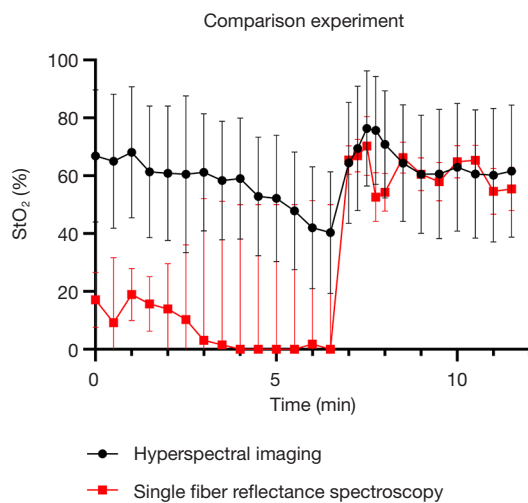 Comparison experiment
100
80
60
40
20
0
StO₂ (%)
0 5 10
Time (min)
Hyperspectral imaging
Single fiber reflectance spectroscopy